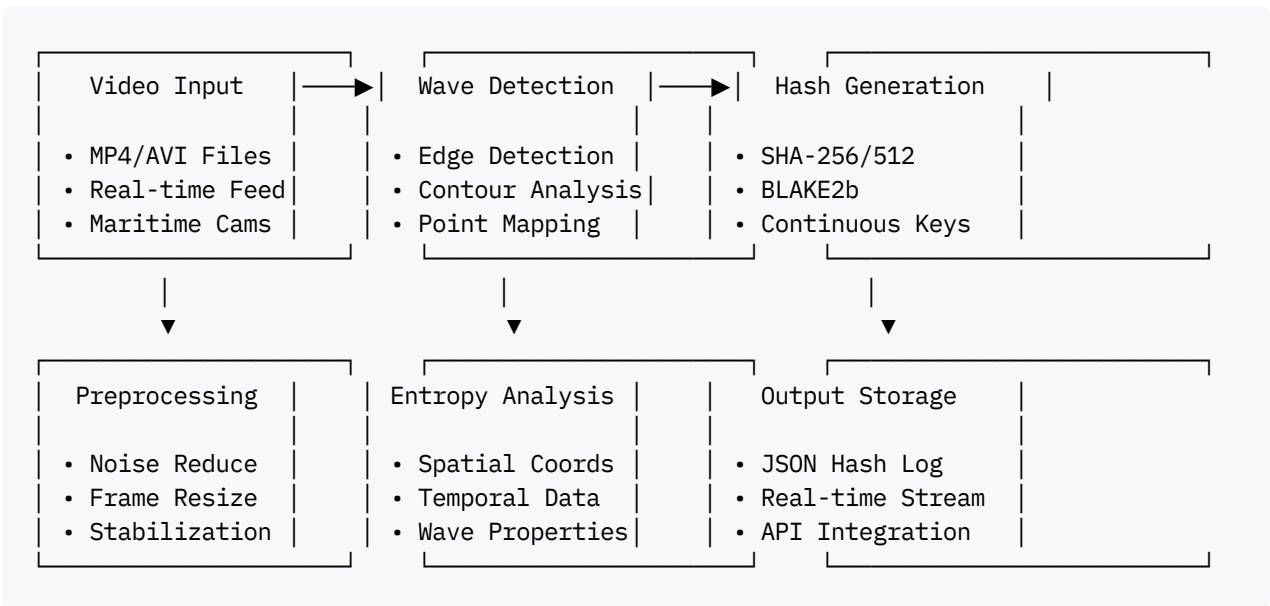 Video Input Wave Detection Hash Generation
• MP4/AVI Files • Edge Detection • SHA-256/512
• Real-time Feed • Contour Analysis • BLAKE2b
• Maritime Cams • Point Mapping • Continuous Keys
Preprocessing Entropy Analysis Output Storage
• Noise Reduce • Spatial Coords • JSON Hash Log
• Frame Resize • Temporal Data • Real-time Stream
• Stabilization • Wave Properties • API Integration